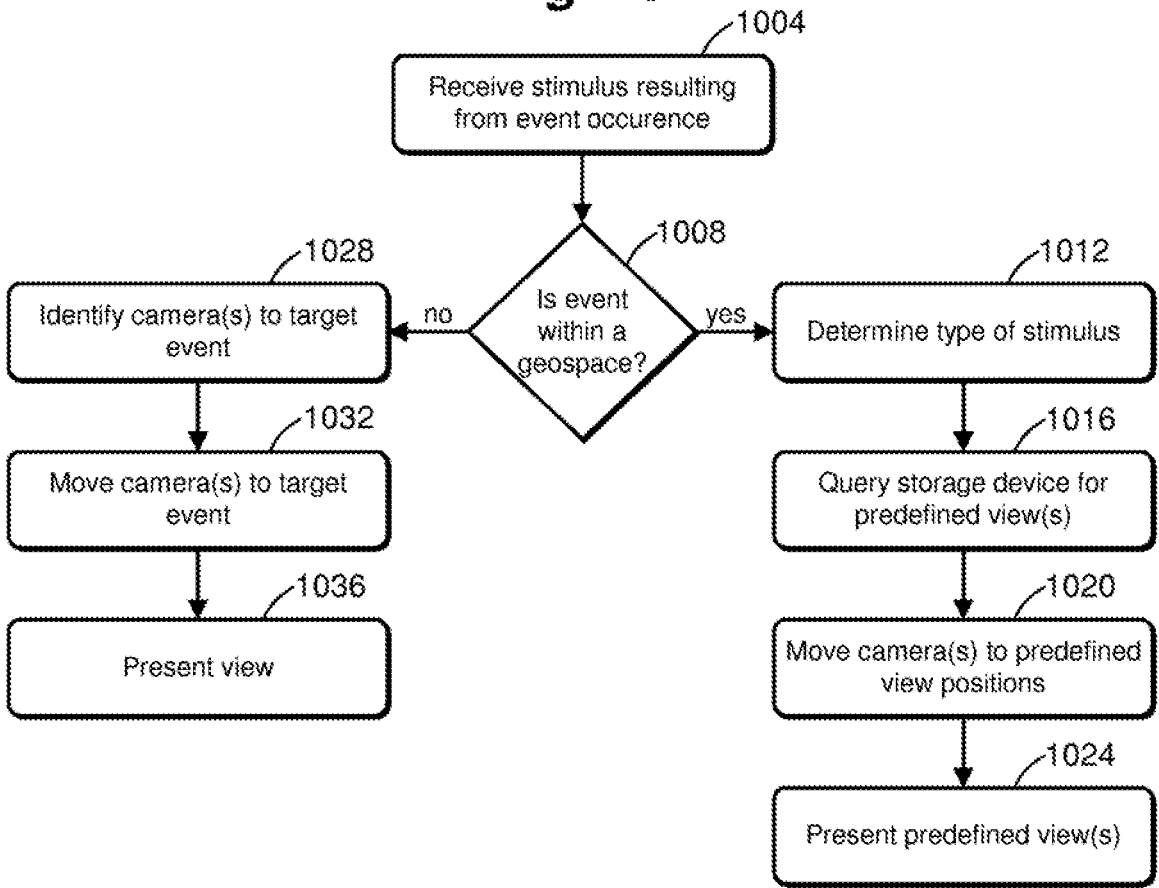 1004
Receive stimulus resulting
from event occurence
1008
Is event
within a
geospace?
no
yes
1028
Identify camera(s) to target
event
1032
Move camera(s) to target
event
1036
Present view
1012
Determine type of stimulus
1016
Query storage device for
predefined view(s)
1020
Move camera(s) to predefined
view positions
1024
Present predefined view(s)